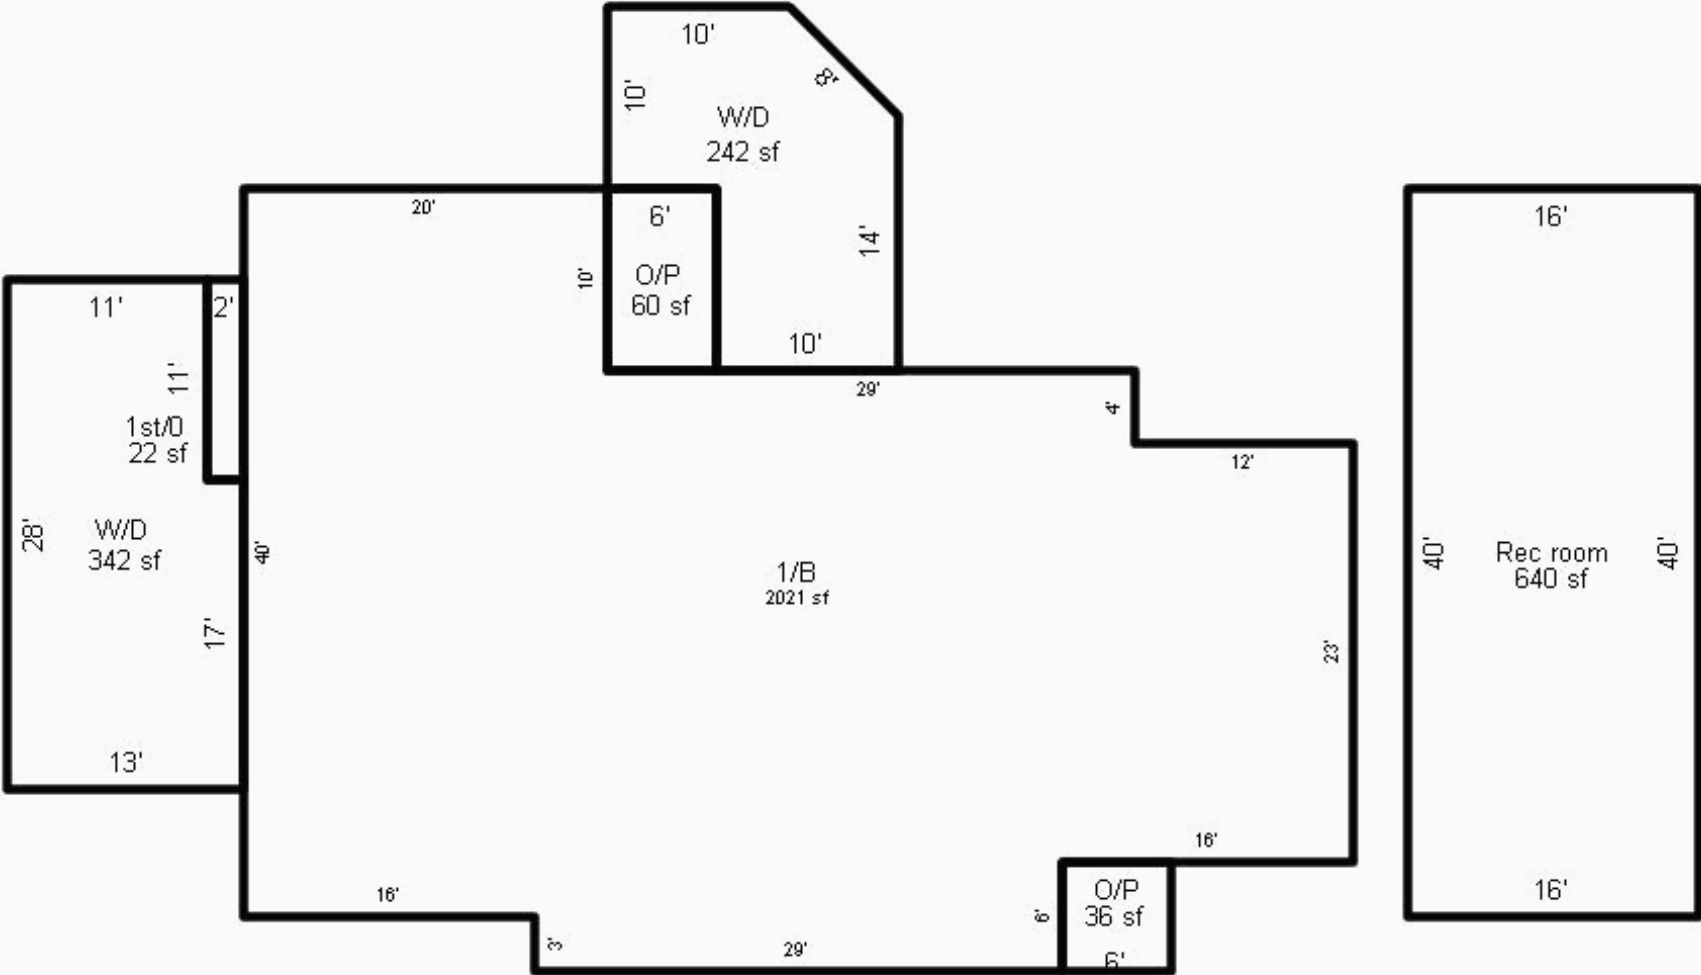 10'
8'
10'
W/D
242 sf
20'
6'
16'
10'
O/P
60 sf
14'
11'
2'
10'
11'
29'
4'
1st/0
22 sf
12'
28'
W/D
342 sf
40'
1/B
2021 sf
40'
Rec room
640 sf
40'
17'
23'
13'
16'
16'
O/P
36 sf
16'
6'
3'
29'
6'